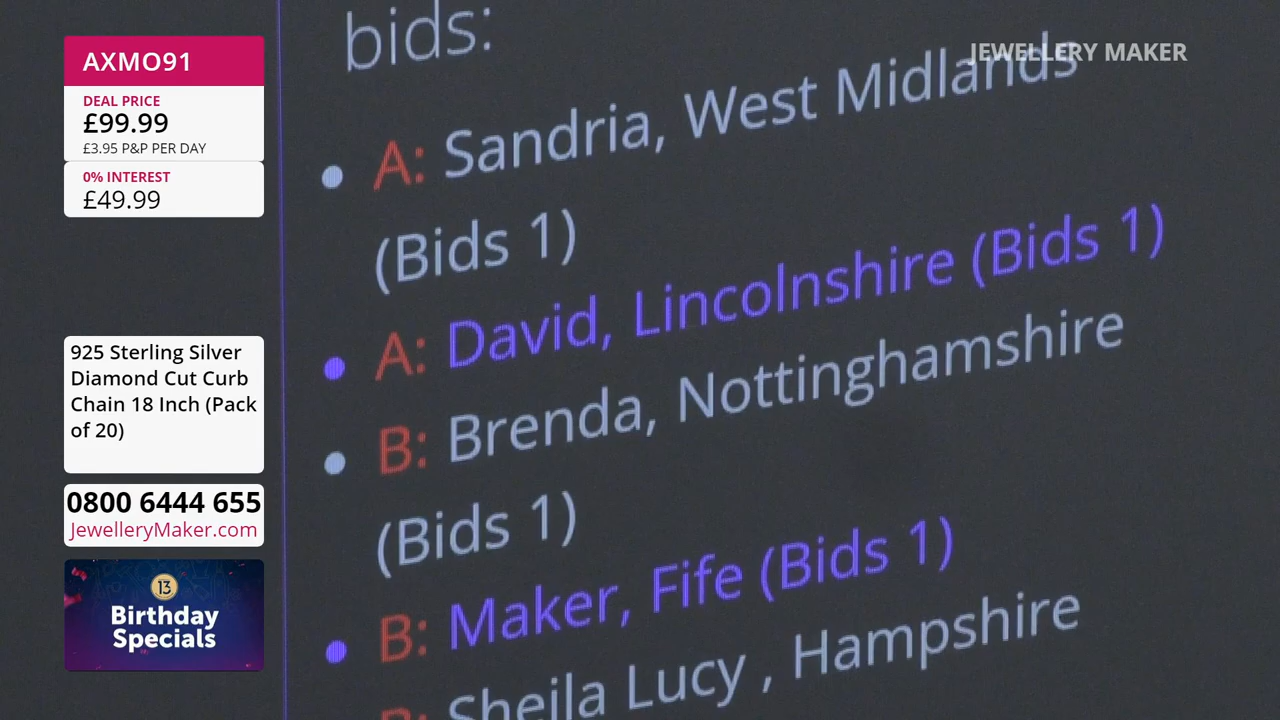 AXMO91
DEAL PRICE
£99.99
£3.95 P&P PER DAY
0% INTEREST
£49.99
925 Sterling Silver
Diamond Cut Curb
Chain 18 Inch (Pack
of 20)
0800 6444 655
JewelleryMaker.com
13
Birthday
Specials
JEWELLERY MAKER
bids:
• A: Sandria, West Midlands
(Bids 1)
• A: David, Lincolnshire (Bids 1)
• B: Brenda, Nottinghamshire
(Bids 1)
• B: Maker, Fife (Bids 1)
B: Sheila Lucy , Hampshire